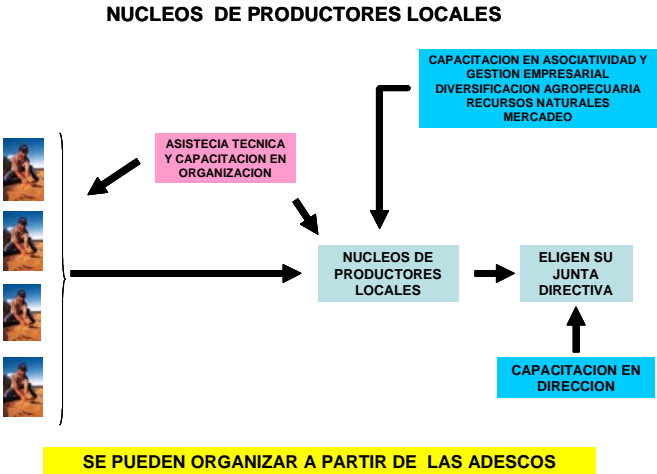 NUCLEOS DE PRODUCTORES LOCALES
CAPACITACION EN ASOCIATIVIDAD Y
GESTION EMPRESARIAL
DIVERSIFICACION AGROPECUARIA
RECURSOS NATURALES
MERCADEO
ASISTECIA TECNICA
Y CAPACITACION EN
ORGANIZACION
NUCLEOS DE
PRODUCTORES
LOCALES
ELIGEN SU
JUNTA
DIRECTIVA
CAPACITACION EN
DIRECCION
SE PUEDEN ORGANIZAR A PARTIR DE LAS ADESCOS